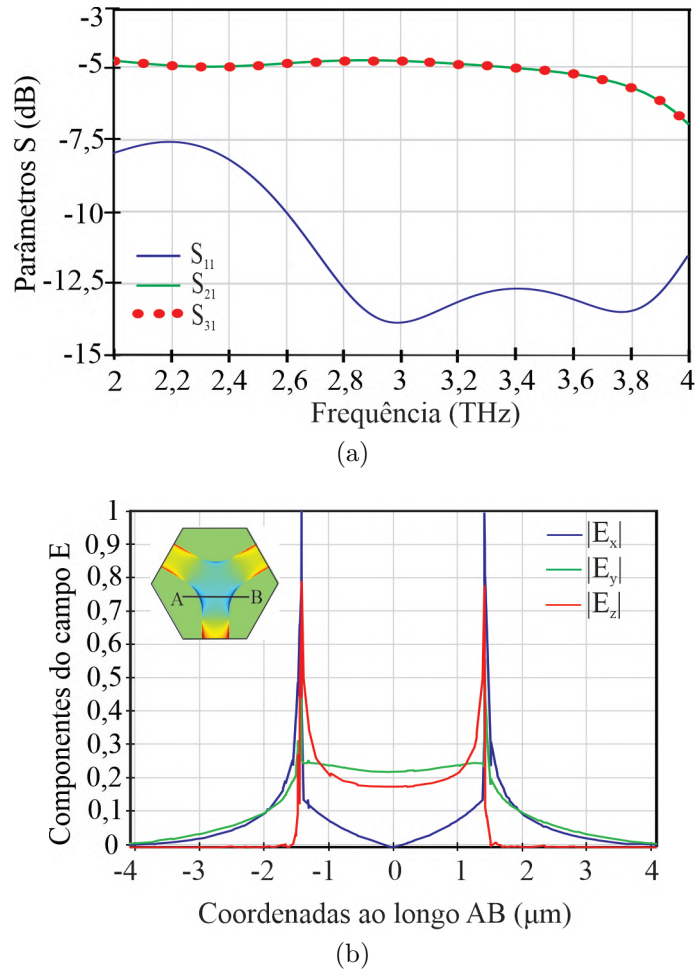 -3
-5
-7,5
-10
-12,5
-15
Parâmetros S (dB)
S11
S21
S31
2 2,2 2,4 2,6 2,8 3 3,2 3,4 3,6 3,8 4
Frequência (THz)
(a)
1
0,9
0,8
0,7
0,6
0,5
0,4
0,3
0,2
0,1
0
Componentes do campo E
A B
|Ex|
|Ey|
|Ez|
-4 -3 -2 -1 0 1 2 3 4
Coordenadas ao longo AB (μm)
(b)